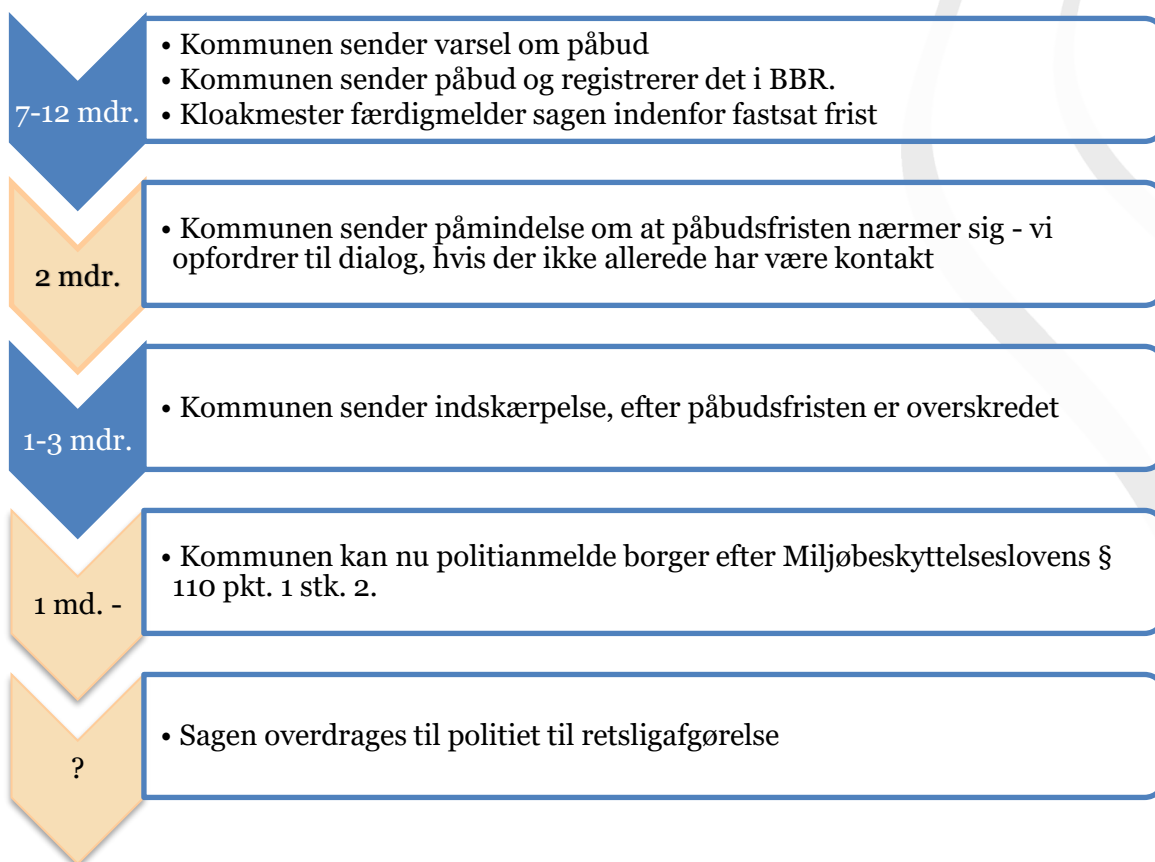 7-12 mdr.
• Kommunen sender varsel om påbud
• Kommunen sender påbud og registrerer det i BBR.
• Kloakmester færdigmelder sagen indenfor fastsat frist
2 mdr.
• Kommunen sender påmindelse om at påbudsfristen nærmer sig - vi
opfordrer til dialog, hvis der ikke allerede har være kontakt
1-3 mdr.
• Kommunen sender indskærpelse, efter påbudsfristen er overskredet
1 md. -
• Kommunen kan nu politianmelde borger efter Miljøbeskyttelseslovens §
110 pkt. 1 stk. 2.
?
• Sagen overdrages til politiet til retsligafgørelse